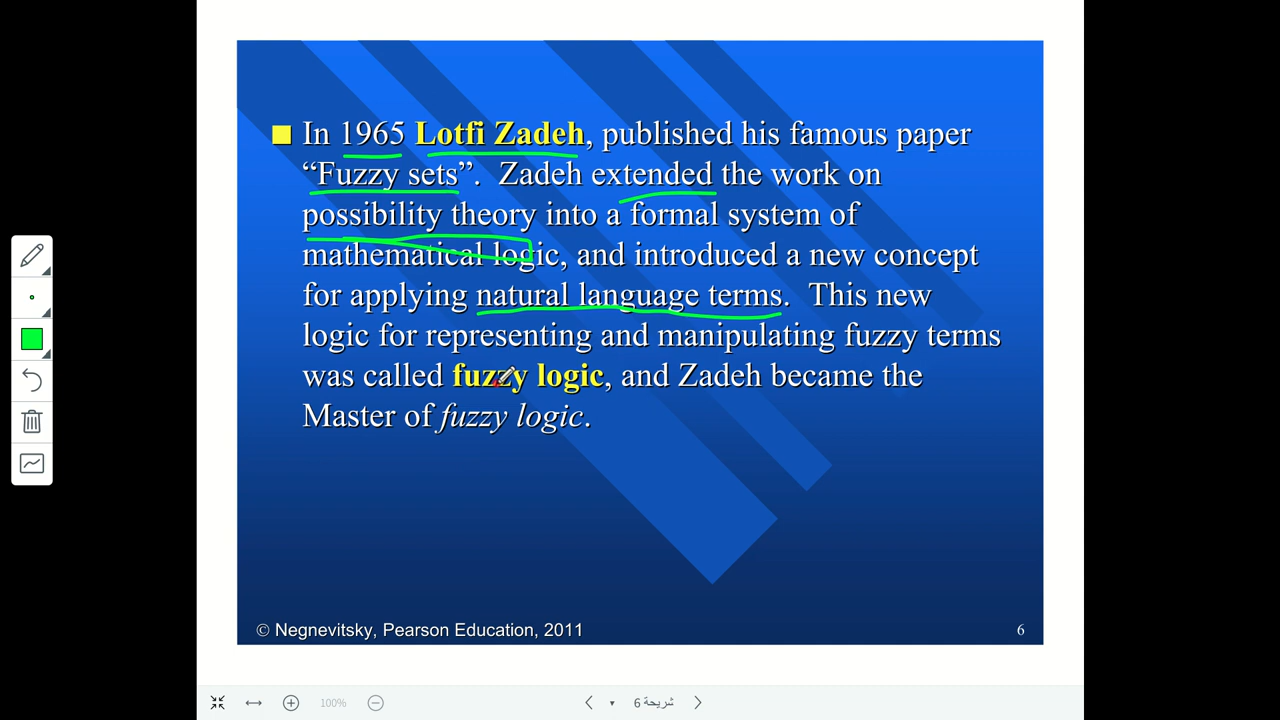 In 1965 Lotfi Zadeh, published his famous paper
“Fuzzy sets”. Zadeh extended the work on
possibility theory into a formal system of
mathematical logic, and introduced a new concept
for applying natural language terms. This new
logic for representing and manipulating fuzzy terms
was called fuzzy logic, and Zadeh became the
Master of fuzzy logic.
© Negnevitsky, Pearson Education, 2011
6
100%
شريحة 6